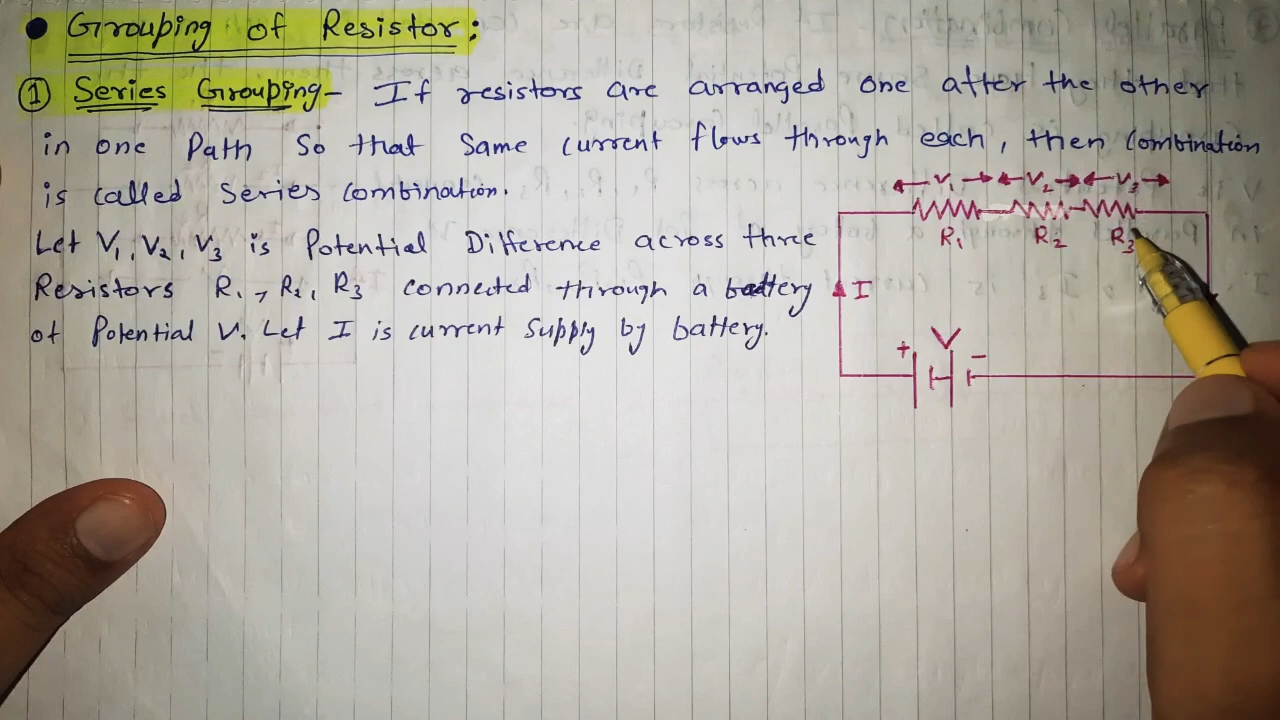 • Grouping of Resistor:
① Series Grouping - If resistors are arranged one after the other
in one Path so that same current flows through each, then combination
is called series combination.
Let V₁, V₂, V₃ is Potential Difference across three
Resistors R₁, R₂, R₃ connected through a battery
of Potential V. Let I is current supply by battery.
V₁ V₂ V₃
R₁ R₂ R₃
I
V
+ -